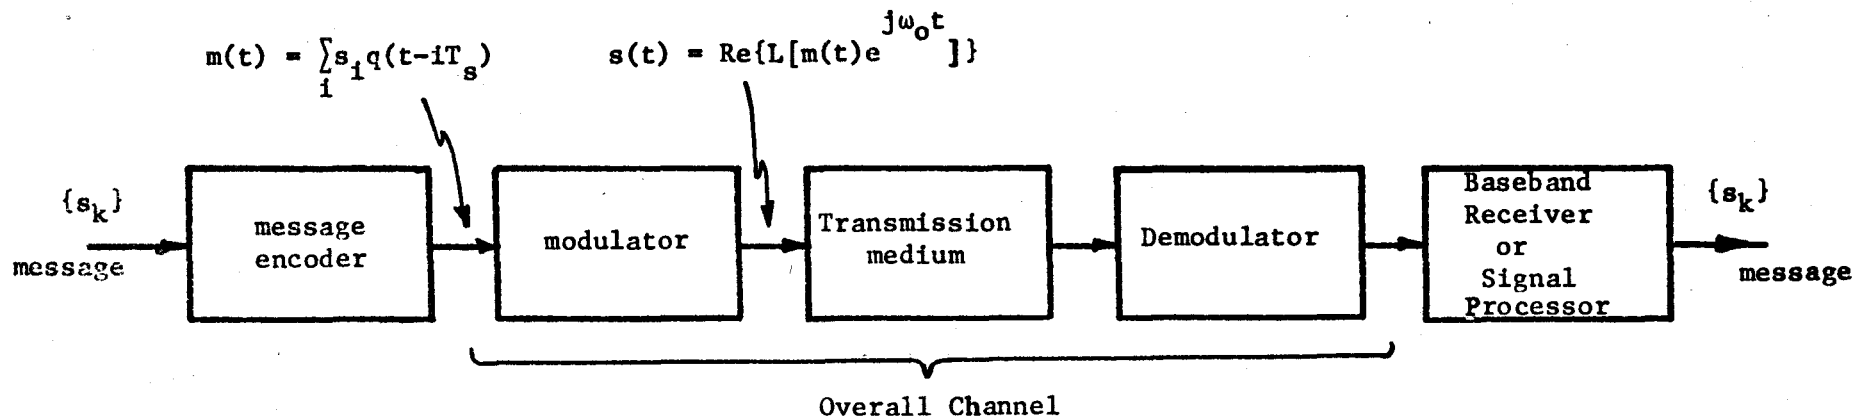 m(t) = ∑ s_i q(t-iT_s)
i
s(t) = Re{L[m(t)e^{jω_o t}]}
{s_k}
message
message
encoder
modulator
Transmission
medium
Demodulator
Baseband
Receiver
or
Signal
Processor
{s_k}
message
Overall Channel